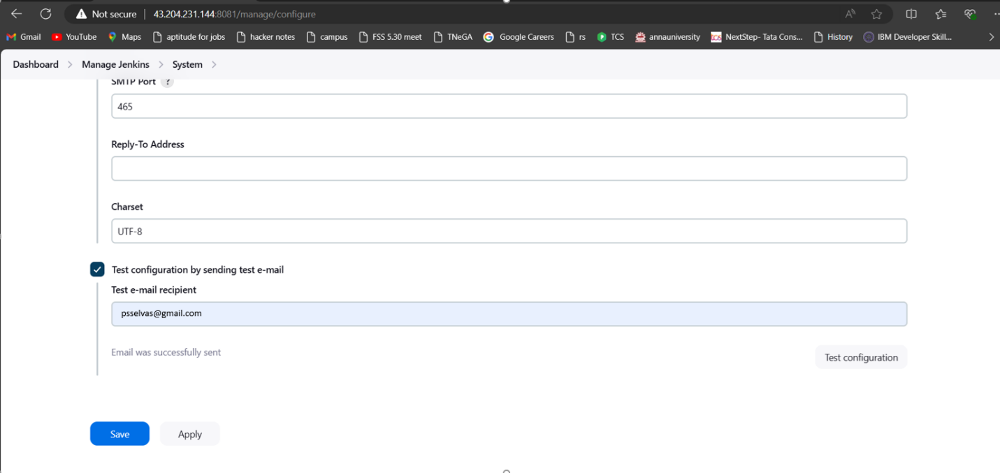 Not secure | 43.204.231.144:8081/manage/configure
Gmail YouTube Maps aptitude for jobs hacker notes campus FSS 5.30 meet TNeGA Google Careers rs TCS annauniversity NextStep- Tata Cons... History IBM Developer Skill...
Dashboard > Manage Jenkins > System >
SMTP Port ?
465
Reply-To Address
Charset
UTF-8
Test configuration by sending test e-mail
Test e-mail recipient
psselvas@gmail.com
Email was successfully sent
Test configuration
Save Apply